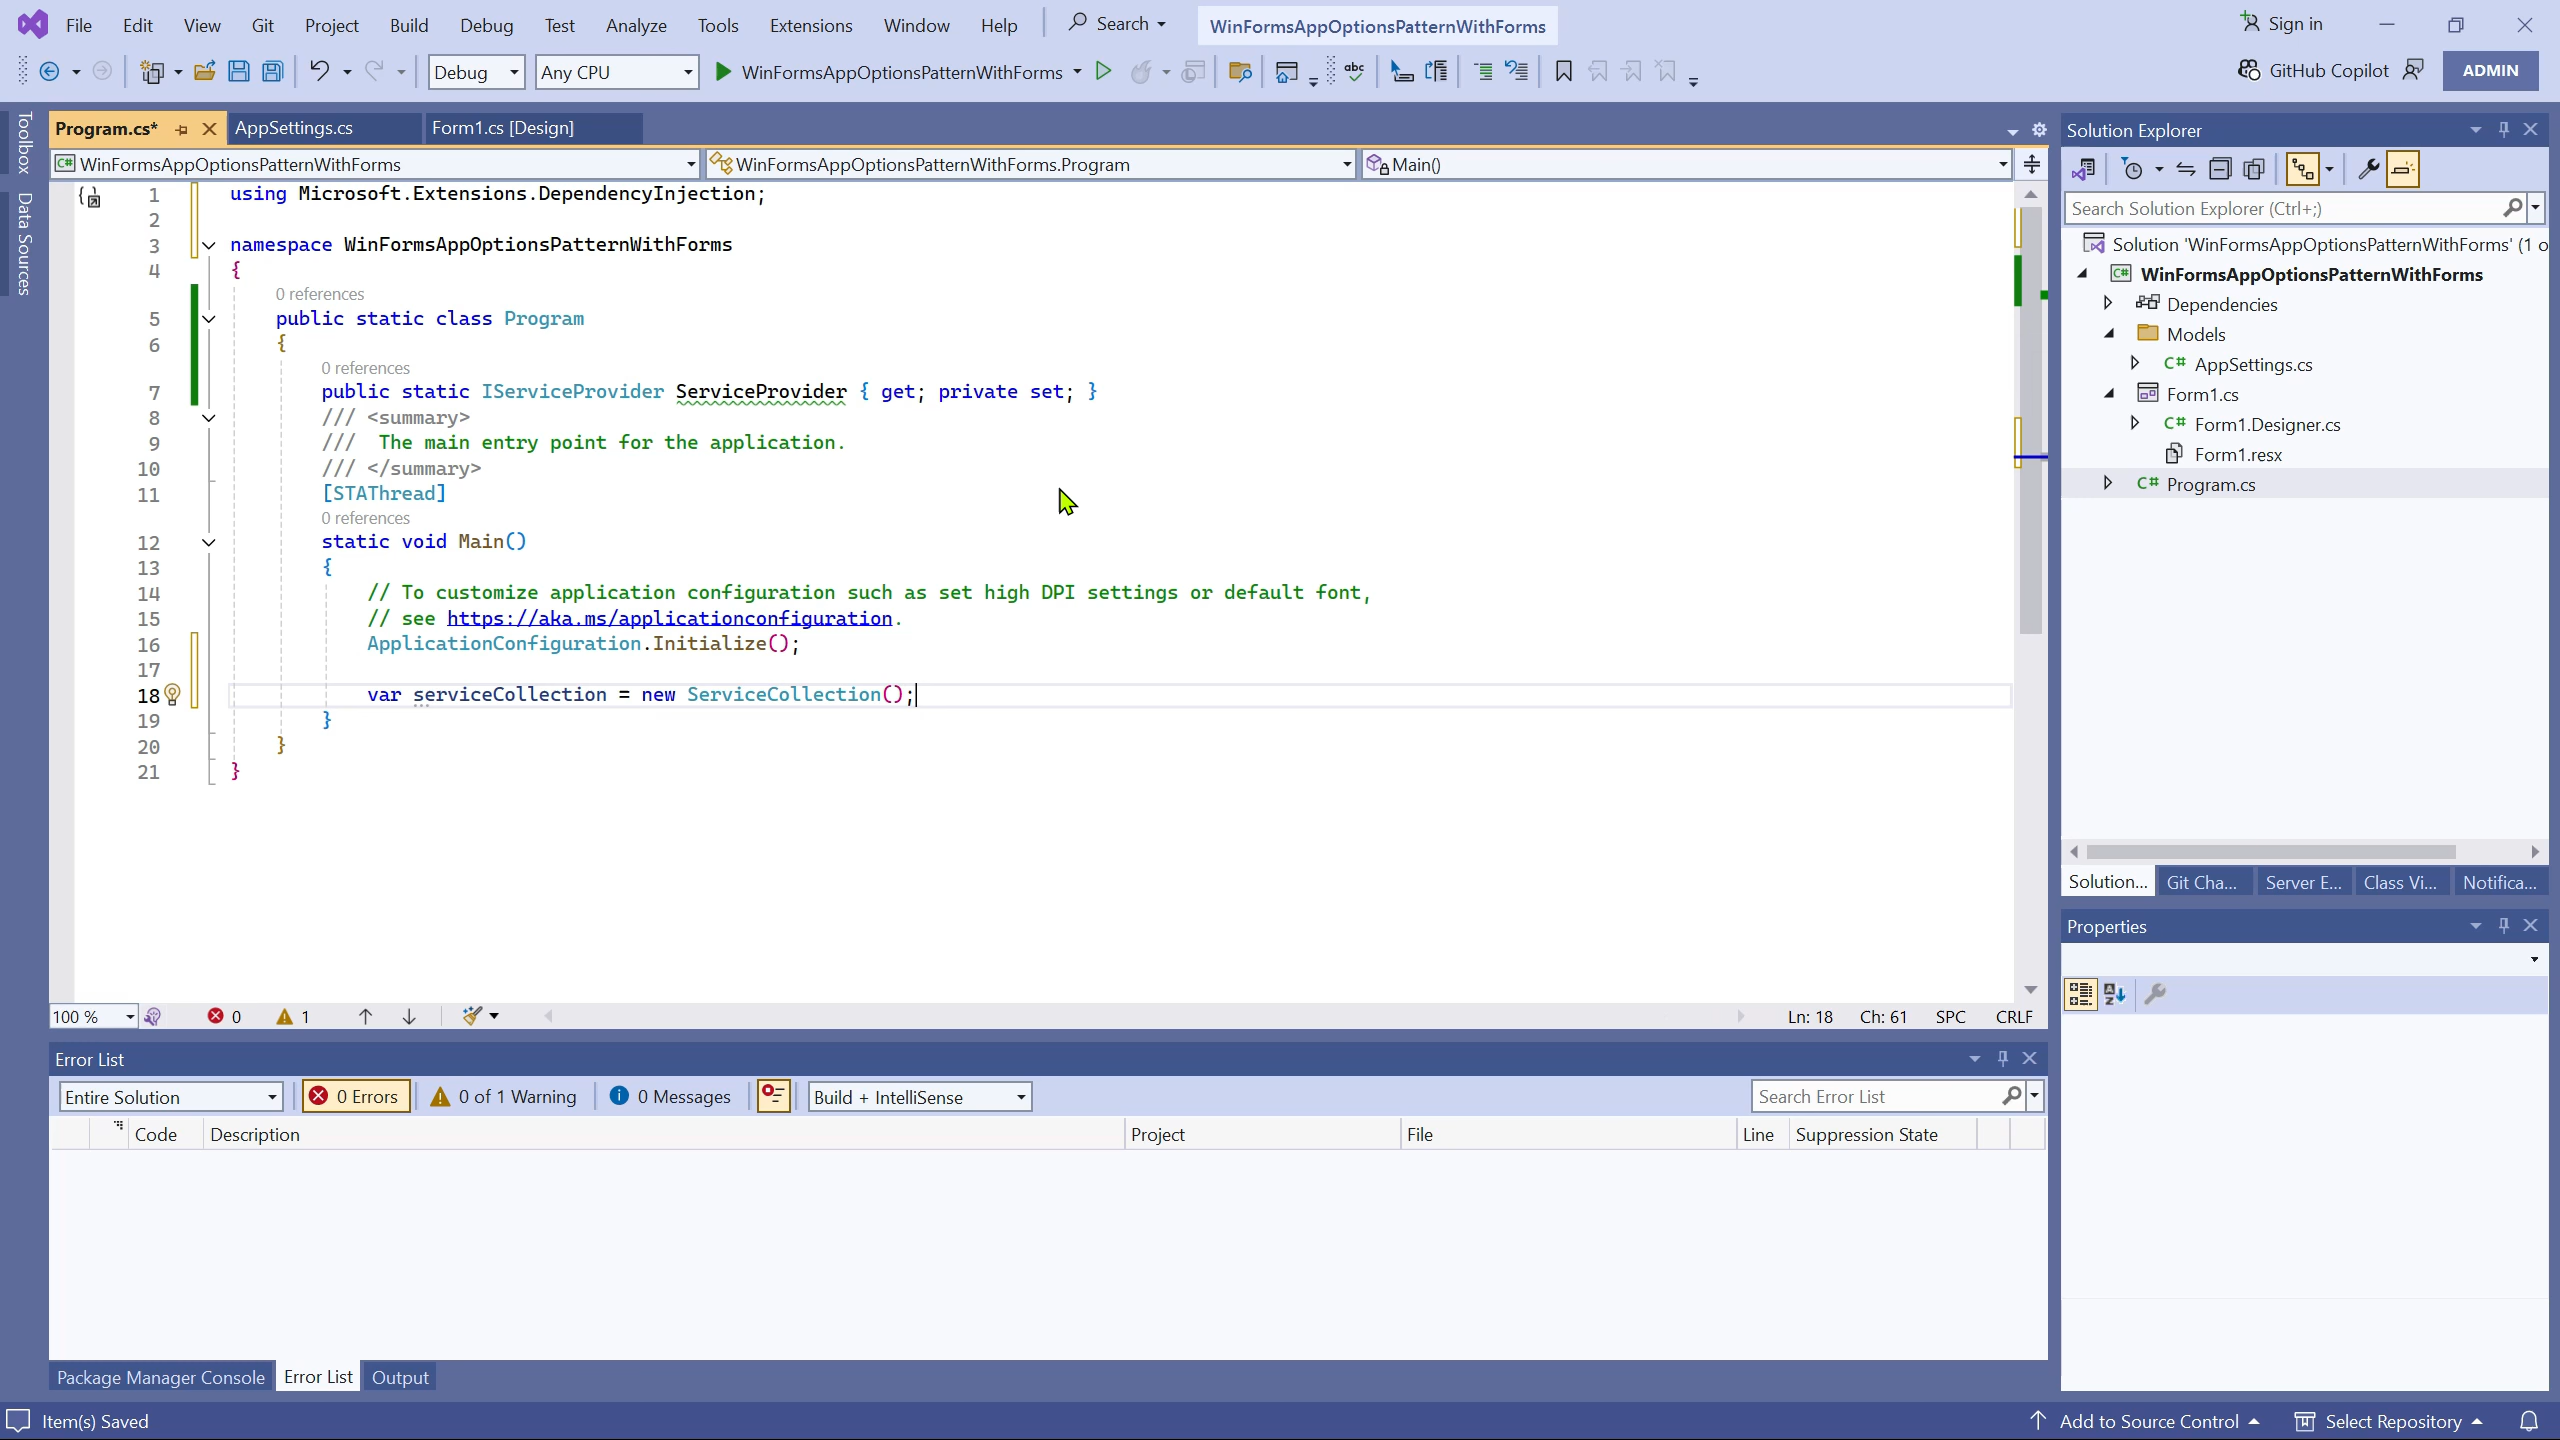 File Edit View Git Project Build Debug Test Analyze Tools Extensions Window Help Search WinFormsAppOptionsPatternWithForms Sign in
Debug Any CPU WinFormsAppOptionsPatternWithForms abc GitHub Copilot ADMIN
Toolbox
Data Sources
Program.cs* AppSettings.cs Form1.cs [Design]
C# WinFormsAppOptionsPatternWithForms WinFormsAppOptionsPatternWithForms.Program Main()
1 using Microsoft.Extensions.DependencyInjection;
2
3 namespace WinFormsAppOptionsPatternWithForms
4 {
0 references
5 public static class Program
6 {
0 references
7 public static IServiceProvider ServiceProvider { get; private set; }
8 /// <summary>
9 /// The main entry point for the application.
10 /// </summary>
11 [STAThread]
0 references
12 static void Main()
13 {
14 // To customize application configuration such as set high DPI settings or default font,
15 // see https://aka.ms/applicationconfiguration.
16 ApplicationConfiguration.Initialize();
17
18 var serviceCollection = new ServiceCollection();
19 }
20 }
21 }
100 % 0 1 Ln: 18 Ch: 61 SPC CRLF
Error List
Entire Solution 0 Errors 0 of 1 Warning 0 Messages Build + IntelliSense Search Error List
Code Description Project File Line Suppression State
Package Manager Console Error List Output
Solution Explorer
Search Solution Explorer (Ctrl+;)
Solution 'WinFormsAppOptionsPatternWithForms' (1 o
C# WinFormsAppOptionsPatternWithForms
Dependencies
Models
C# AppSettings.cs
Form1.cs
C# Form1.Designer.cs
Form1.resx
C# Program.cs
Solution... Git Cha... Server E... Class Vi... Notifica...
Properties
Item(s) Saved Add to Source Control Select Repository